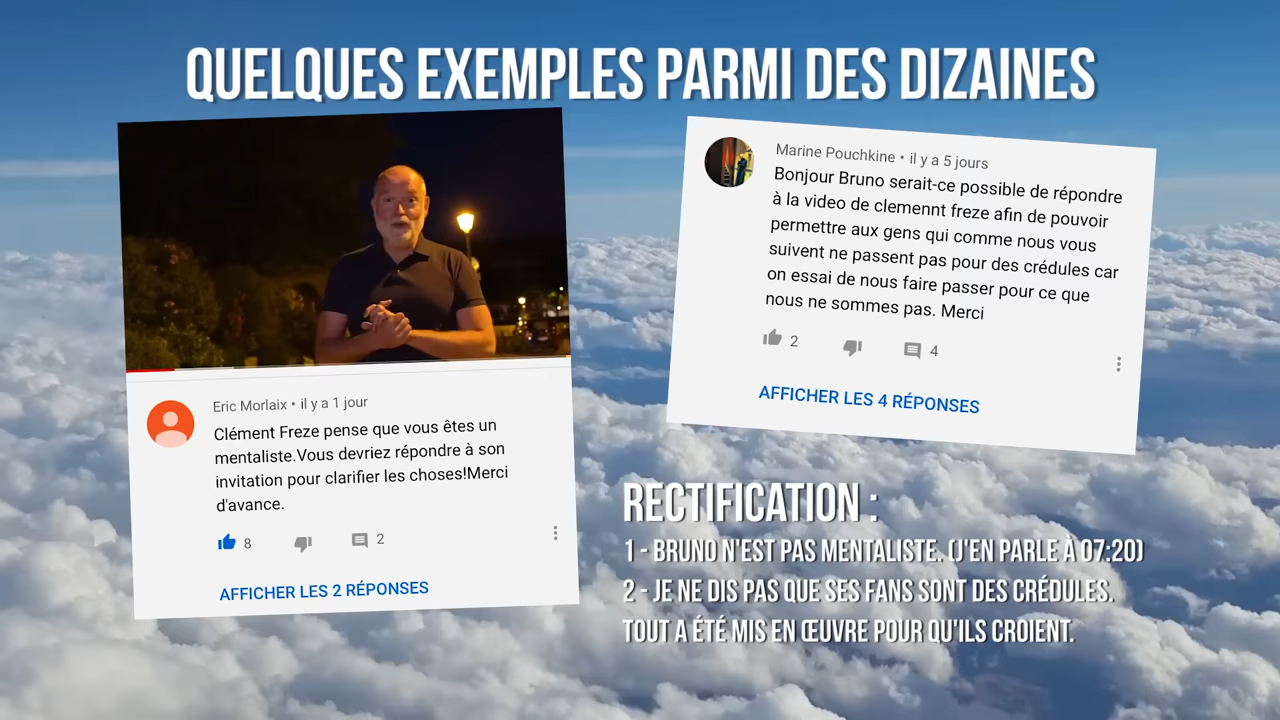 QUELQUES EXEMPLES PARMI DES DIZAINES
Eric Morlaix • il y a 1 jour
Clément Freze pense que vous êtes un
mentaliste.Vous devriez répondre à son
invitation pour clarifier les choses!Merci
d'avance.
8
2
AFFICHER LES 2 RÉPONSES
Marine Pouchkine • il y a 5 jours
Bonjour Bruno serait-ce possible de répondre
à la video de clemennt freze afin de pouvoir
permettre aux gens qui comme nous vous
suivent ne passent pas pour des crédules car
on essai de nous faire passer pour ce que
nous ne sommes pas. Merci
2
4
AFFICHER LES 4 RÉPONSES
RECTIFICATION :
1 - BRUNO N'EST PAS MENTALISTE. (J'EN PARLE À 07:20)
2 - JE NE DIS PAS QUE SES FANS SONT DES CRÉDULES.
TOUT A ÉTÉ MIS EN ŒUVRE POUR QU'ILS CROIENT.